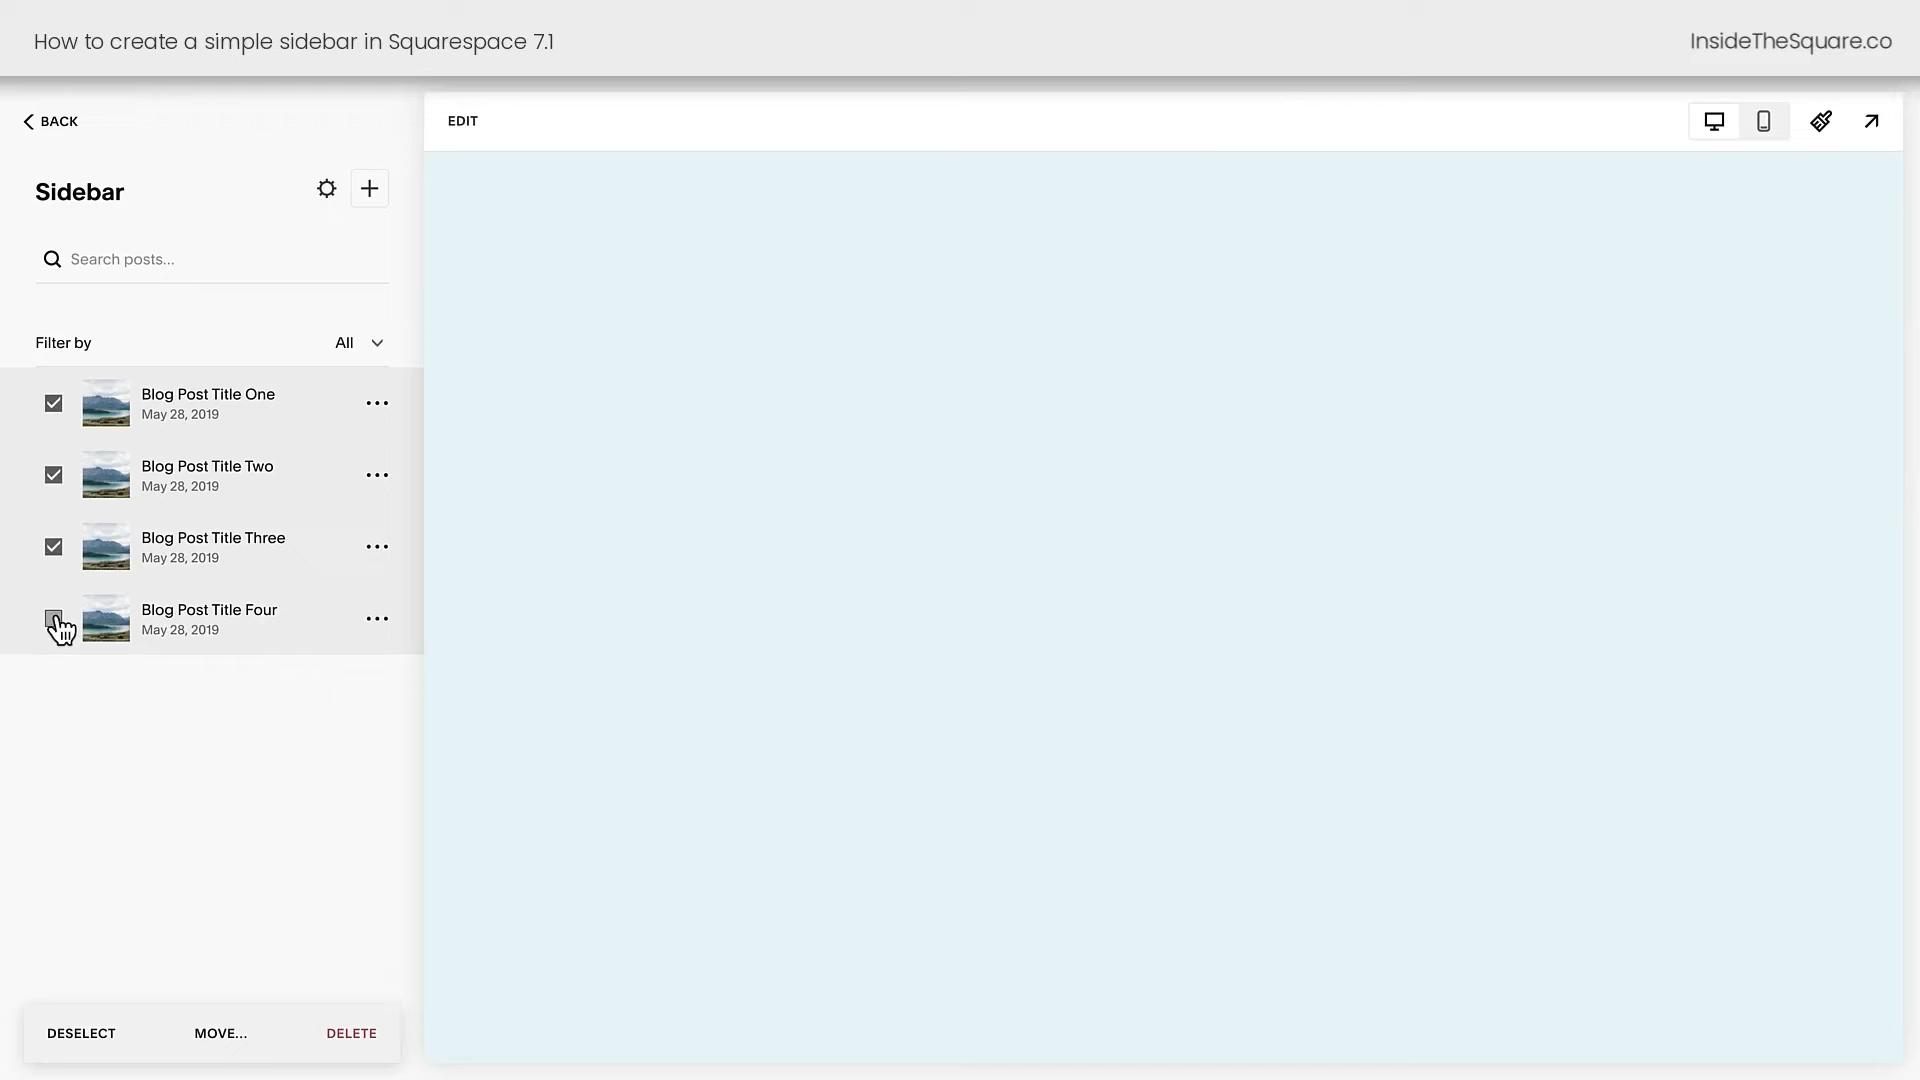 How to create a simple sidebar in Squarespace 7.1
InsideTheSquare.co
BACK
EDIT
Sidebar
Search posts...
Filter by
All
Blog Post Title One
May 28, 2019
Blog Post Title Two
May 28, 2019
Blog Post Title Three
May 28, 2019
Blog Post Title Four
May 28, 2019
DESELECT
MOVE...
DELETE